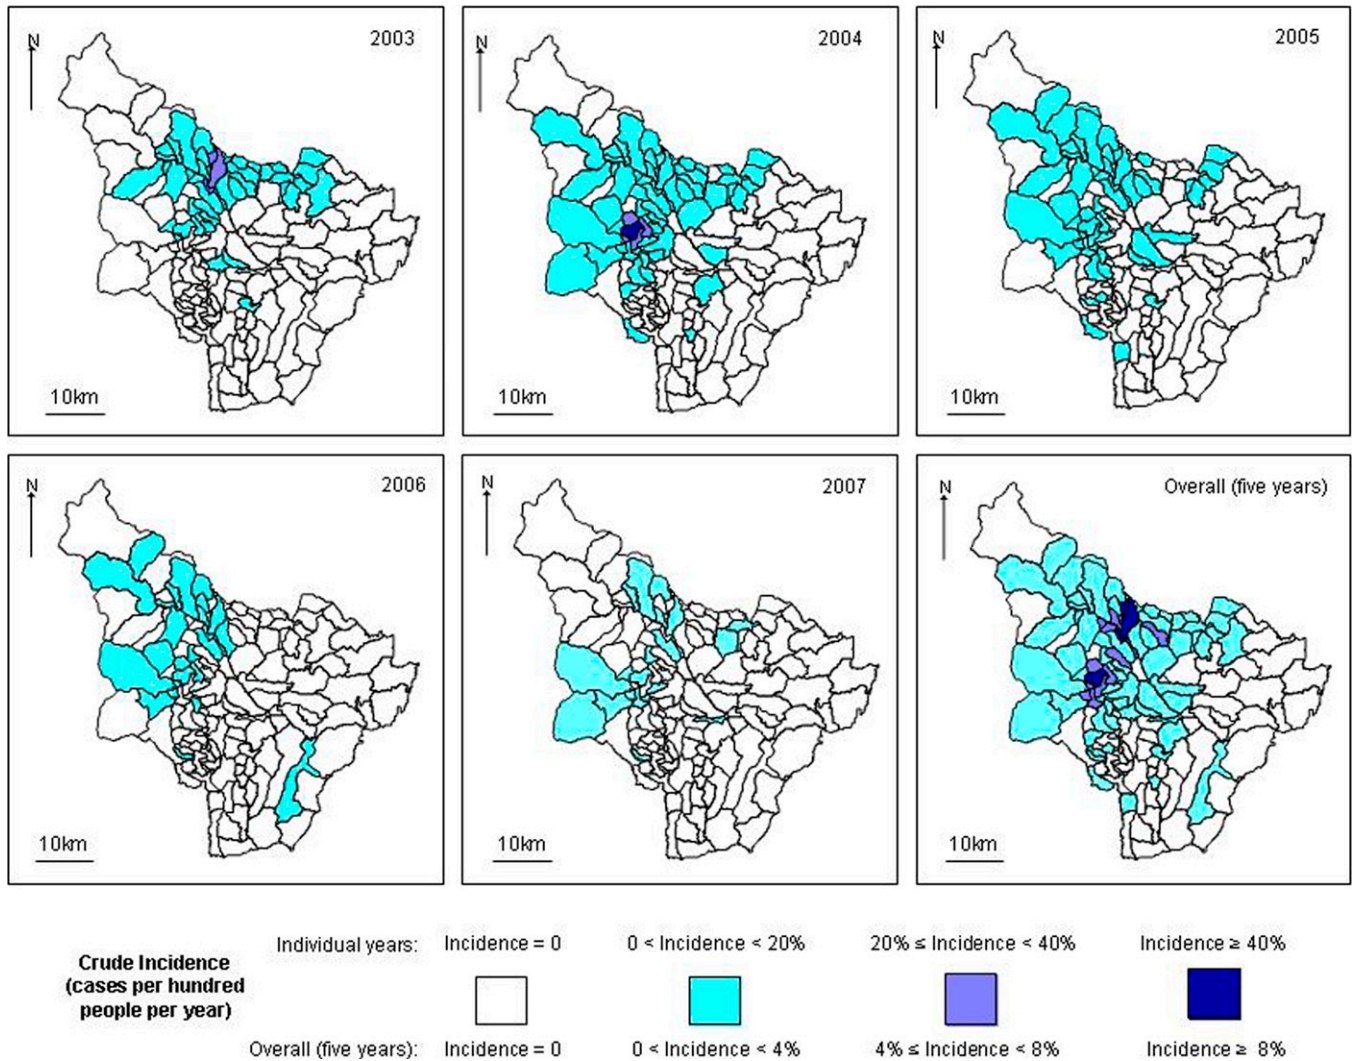 N
2003
N
2004
N
2005
10km
10km
10km
N
2006
N
2007
N
Overall (five years)
10km
10km
10km
Crude Incidence
(cases per hundred
people per year)
Individual years: Incidence = 0 0 < Incidence < 20% 20% ≤ Incidence < 40% Incidence ≥ 40%
Overall (five years): Incidence = 0 0 < Incidence < 4% 4% ≤ Incidence < 8% Incidence ≥ 8%